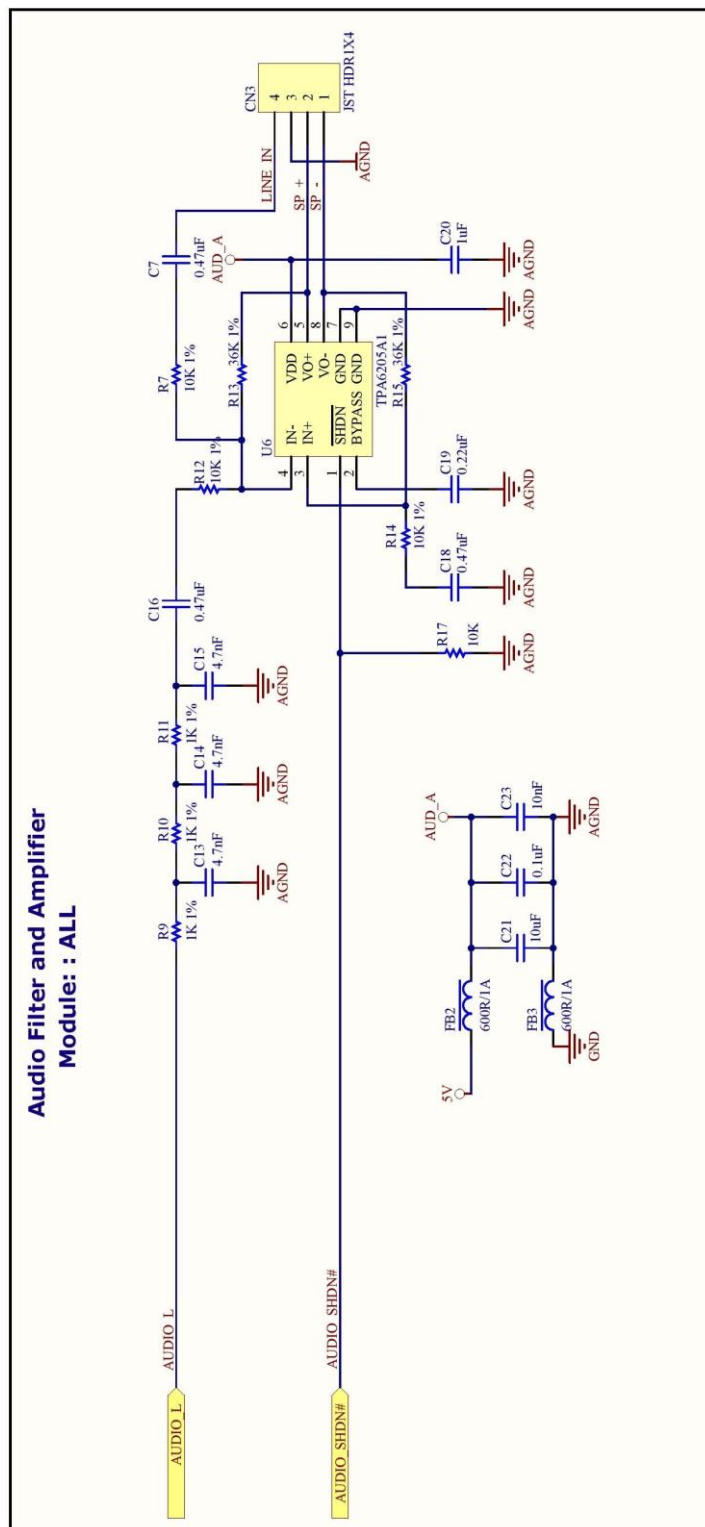 Audio Filter and Amplifier
Module: : ALL
AUDIO_L
AUDIO L
R9
1K 1%
C13
4.7nF
AGND
R10
1K 1%
C14
4.7nF
AGND
R11
1K 1%
C15
4.7nF
AGND
C16
0.47uF
R12
10K 1%
R7
10K 1%
C7
0.47uF
LINE IN
CN3
4
3
2
1
JST HDR1X4
SP +
SP -
AGND
AUD_A
R13
36K 1%
U6
4
IN-
3
IN+
1
SHDN
2
BYPASS
VDD
6
VO+
5
VO-
8
GND
7
GND
9
TPA6205A1
R15
36K 1%
C20
1uF
AGND
AGND
R14
10K 1%
C18
0.47uF
AGND
C19
0.22uF
AGND
AUDIO_SHDN#
AUDIO SHDN#
R17
10K
AGND
5V
FB2
600R/1A
C21
10uF
C22
0.1uF
C23
10nF
AUD_A
FB3
600R/1A
GND
AGND